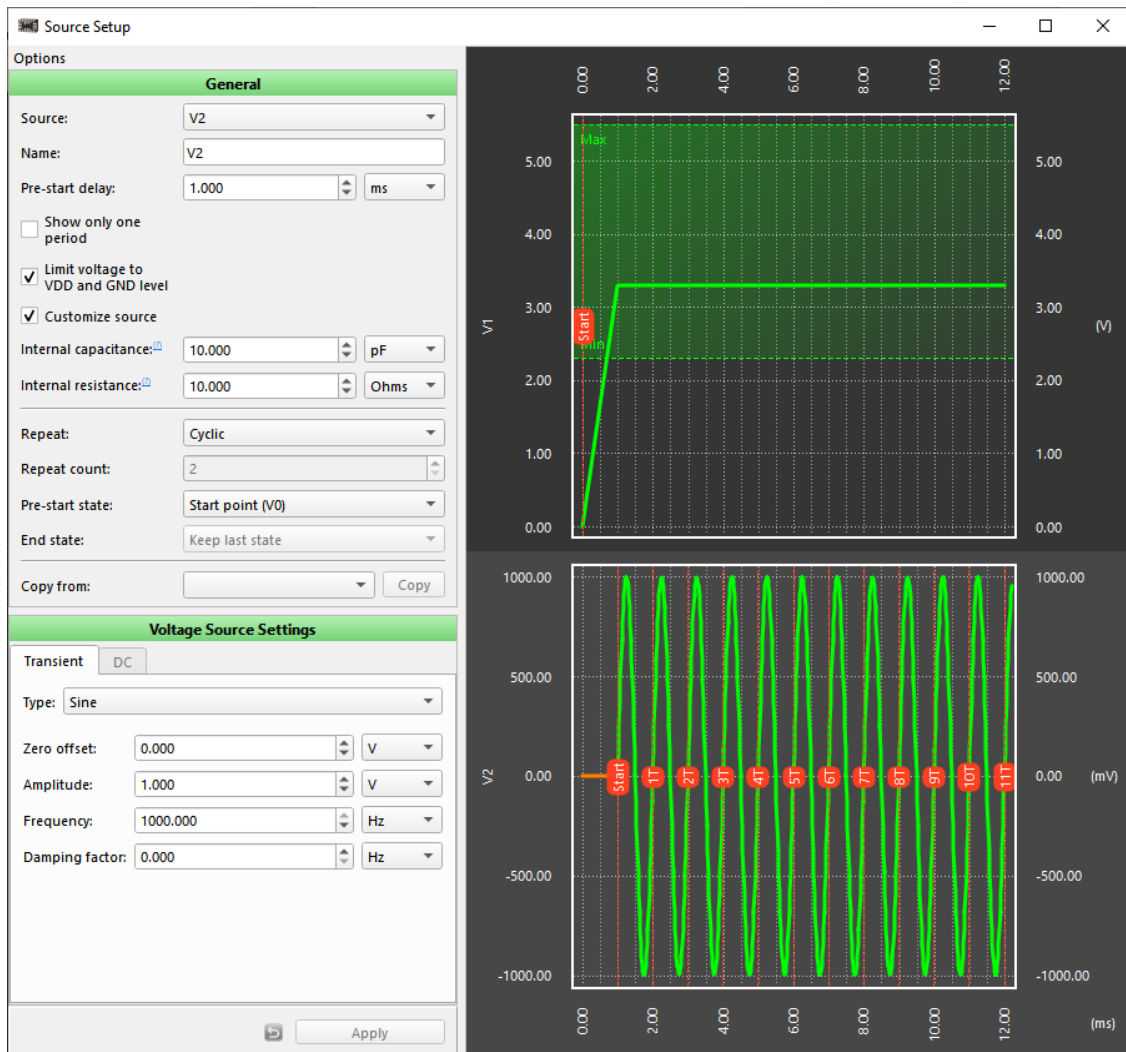 Source Setup
Options
General
Source: V2
Name: V2
Pre-start delay: 1.000 ms
Show only one
period
Limit voltage to
VDD and GND level
Customize source
Internal capacitance:[?] 10.000 pF
Internal resistance:[?] 10.000 Ohms
Repeat: Cyclic
Repeat count: 2
Pre-start state: Start point (V0)
End state: Keep last state
Copy from: Copy
Voltage Source Settings
Transient DC
Type: Sine
Zero offset: 0.000 V
Amplitude: 1.000 V
Frequency: 1000.000 Hz
Damping factor: 0.000 Hz
Apply
0.00 2.00 4.00 6.00 8.00 10.00 12.00
Max
5.00 5.00
4.00 4.00
3.00 3.00
V1 Start (V)
Min
2.00 2.00
1.00 1.00
0.00 0.00
1000.00 1000.00
500.00 500.00
V2 0.00 Start 1T 2T 3T 4T 5T 6T 7T 8T 9T 10T 11T 0.00 (mV)
-500.00 -500.00
-1000.00 -1000.00
0.00 2.00 4.00 6.00 8.00 10.00 12.00 (ms)